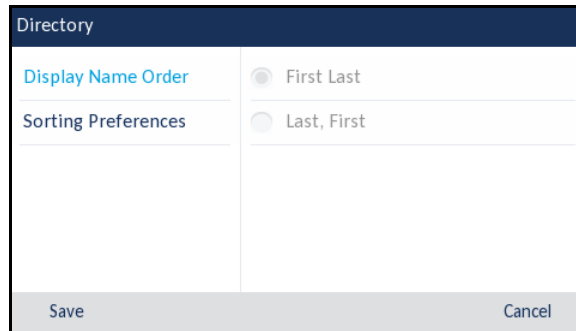 Directory
Display Name Order
First Last
Sorting Preferences
Last, First
Save
Cancel